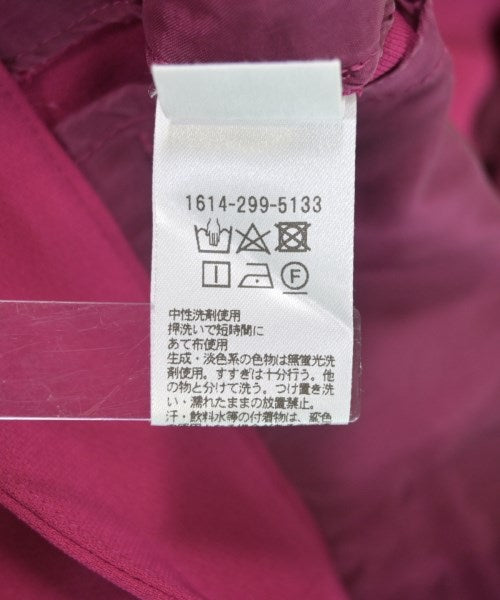 1614-299-5133
F
中性洗剤使用
押洗いで短時間に
あて布使用
生成・淡色系の色物は無蛍光洗
剤使用。すすぎは十分行う。他
の物と分けて洗う。つけ置き洗
い・濡れたままの放置禁止。
汗・飲料水等の付着物は、変色